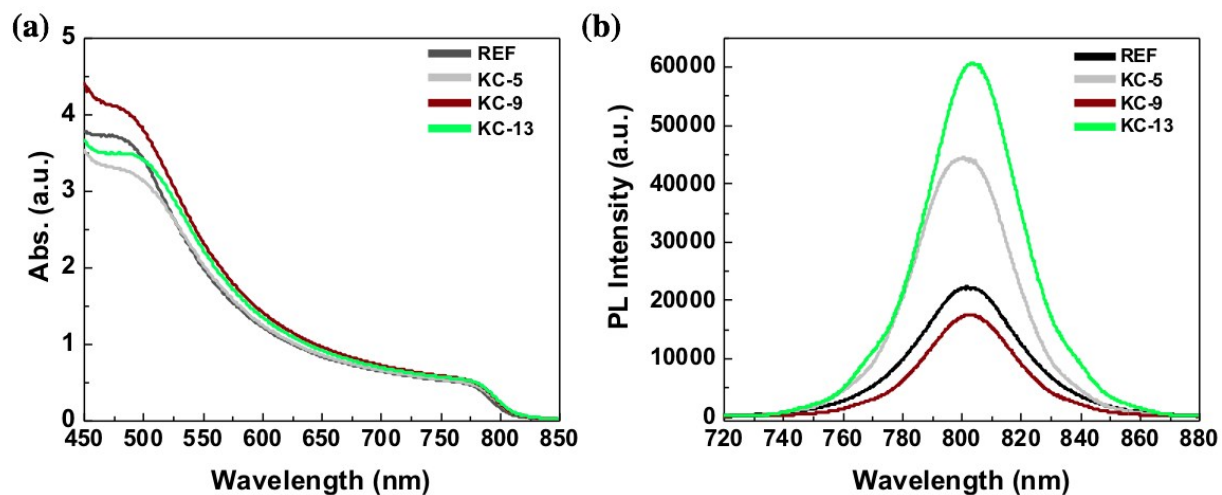 (a)
5
4
3
2
1
0
Abs. (a.u.)
REF
KC-5
KC-9
KC-13
450 500 550 600 650 700 750 800 850
Wavelength (nm)
(b)
60000
50000
40000
30000
20000
10000
0
PL Intensity (a.u.)
REF
KC-5
KC-9
KC-13
720 740 760 780 800 820 840 860 880
Wavelength (nm)